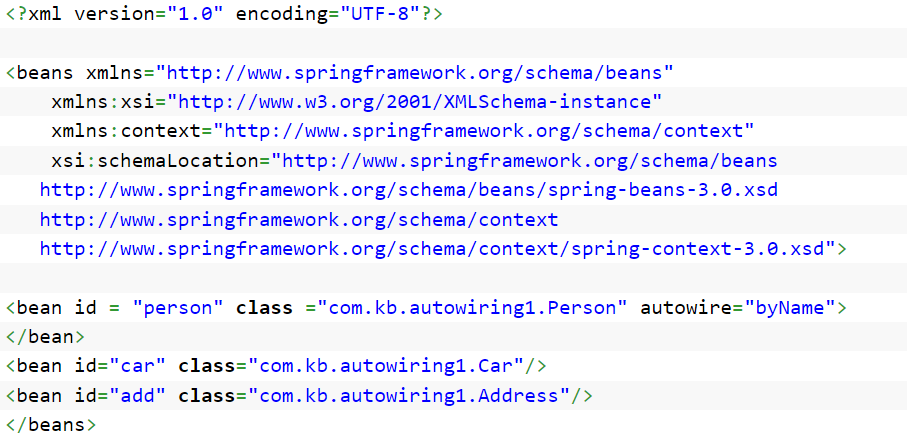 <?xml version="1.0" encoding="UTF-8"?>
<beans xmlns="http://www.springframework.org/schema/beans"
xmlns:xsi="http://www.w3.org/2001/XMLSchema-instance"
xmlns:context="http://www.springframework.org/schema/context"
xsi:schemaLocation="http://www.springframework.org/schema/beans
http://www.springframework.org/schema/beans/spring-beans-3.0.xsd
http://www.springframework.org/schema/context
http://www.springframework.org/schema/context/spring-context-3.0.xsd">
<bean id = "person" class ="com.kb.autowiring1.Person" autowire="byName">
</bean>
<bean id="car" class="com.kb.autowiring1.Car"/>
<bean id="add" class="com.kb.autowiring1.Address"/>
</beans>